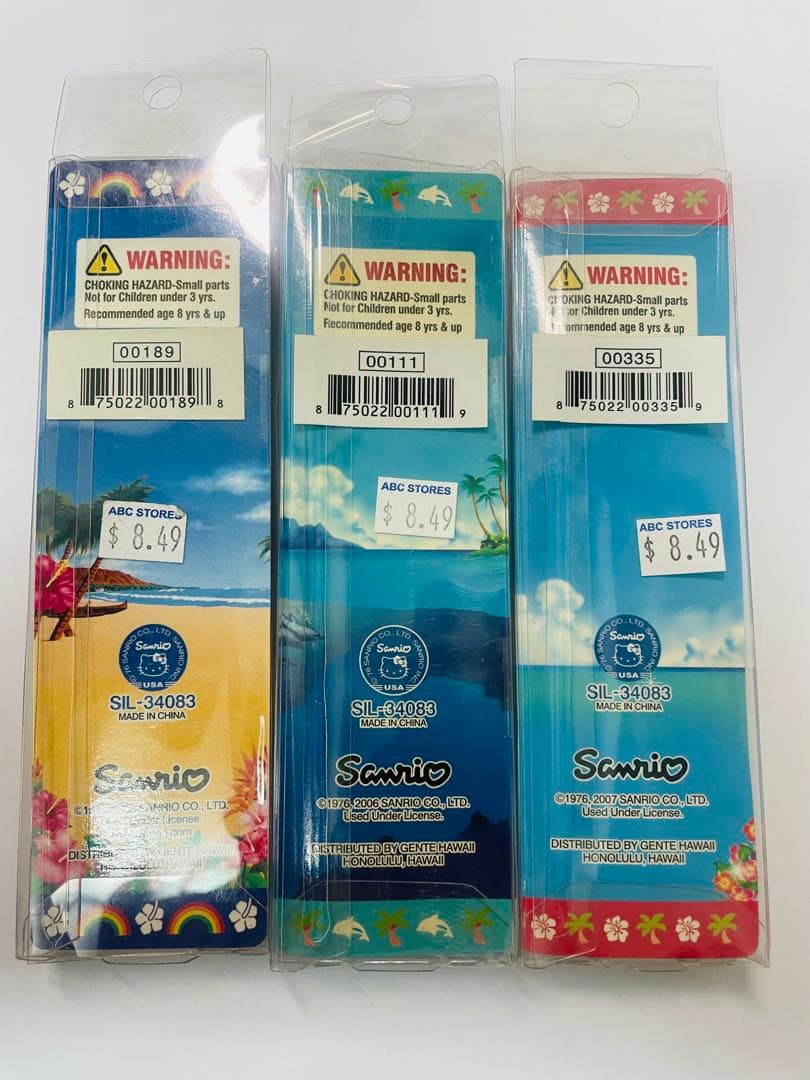 WARNING:
CHOKING HAZARD-Small parts
Not for Children under 3 yrs.
Recommended age 8 yrs & up
00189
8 75022 00189 8
ABC STORES
$ 8.49
SANRIO CO., LTD. SANRIO INC.
Sanrio
USA
SIL-34083
MADE IN CHINA
Sanrio
SANRIO CO., LTD.
Used Under License.
DISTRIBUTED BY GENTE HAWAII
HONOLULU, HAWAII
WARNING:
CHOKING HAZARD-Small parts
Not for Children under 3 yrs.
Recommended age 8 yrs & up
00111
8 75022 00111 9
ABC STORES
$ 8.49
SANRIO CO., LTD. SANRIO INC.
Sanrio
USA
SIL-34083
MADE IN CHINA
Sanrio
©1976, 2006 SANRIO CO., LTD.
Used Under License.
DISTRIBUTED BY GENTE HAWAII
HONOLULU, HAWAII
WARNING:
CHOKING HAZARD-Small parts
Not for Children under 3 yrs.
Recommended age 8 yrs & up
00335
8 75022 00335 9
ABC STORES
$ 8.49
SANRIO CO., LTD. SANRIO INC.
Sanrio
USA
SIL-34083
MADE IN CHINA
Sanrio
©1976, 2007 SANRIO CO., LTD.
Used Under License.
DISTRIBUTED BY GENTE HAWAII
HONOLULU, HAWAII